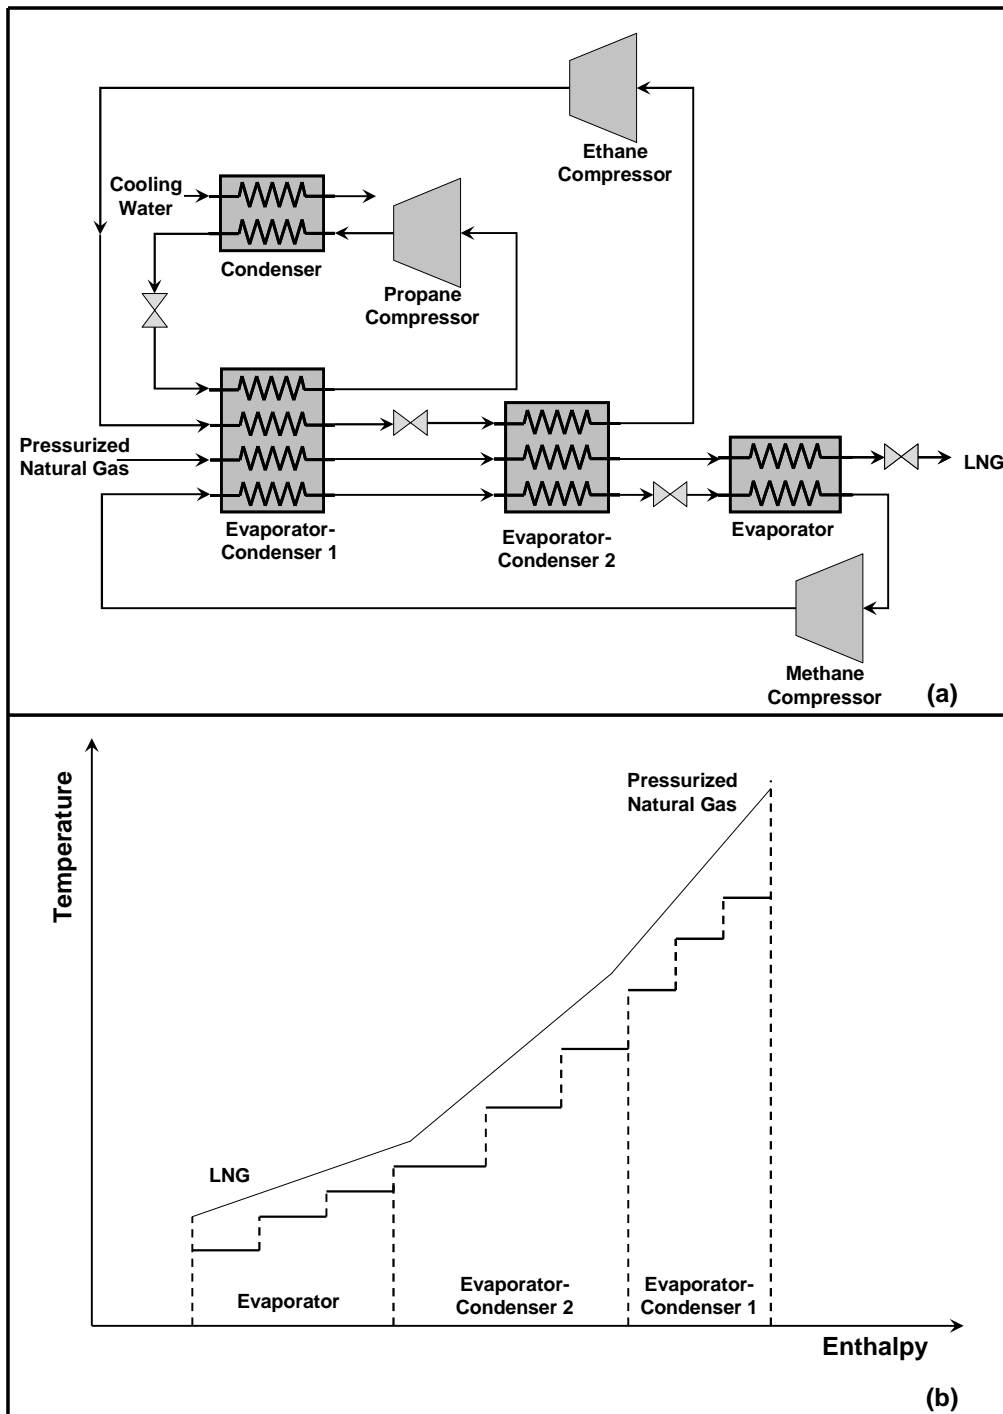 Ethane
Compressor
Cooling
Water
Condenser
Propane
Compressor
Pressurized
Natural Gas
LNG
Evaporator-
Condenser 1
Evaporator-
Condenser 2
Evaporator
Methane
Compressor
(a)
Temperature
Pressurized
Natural Gas
LNG
Evaporator
Evaporator-
Condenser 2
Evaporator-
Condenser 1
Enthalpy
(b)